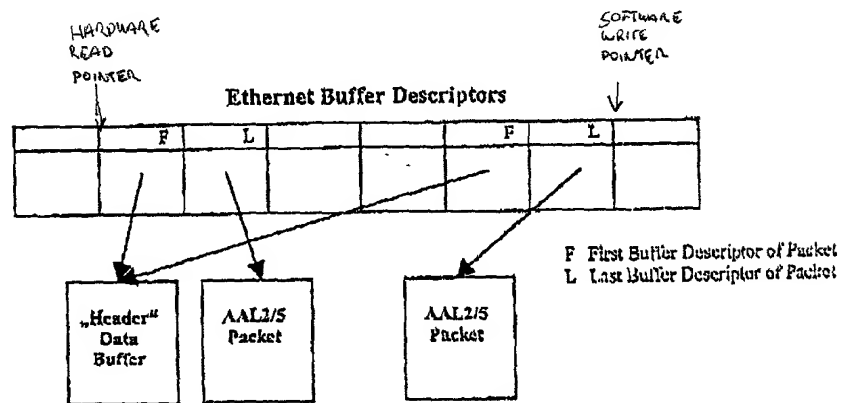 HARDWARE
READ
POINTER
SOFTWARE
WRITE
POINTER
Ethernet Buffer Descriptors
F L F L
F First Buffer Descriptor of Packet
L Last Buffer Descriptor of Packet
„Header“
Data
Buffer
AAL2/5
Packet
AAL2/5
Packet